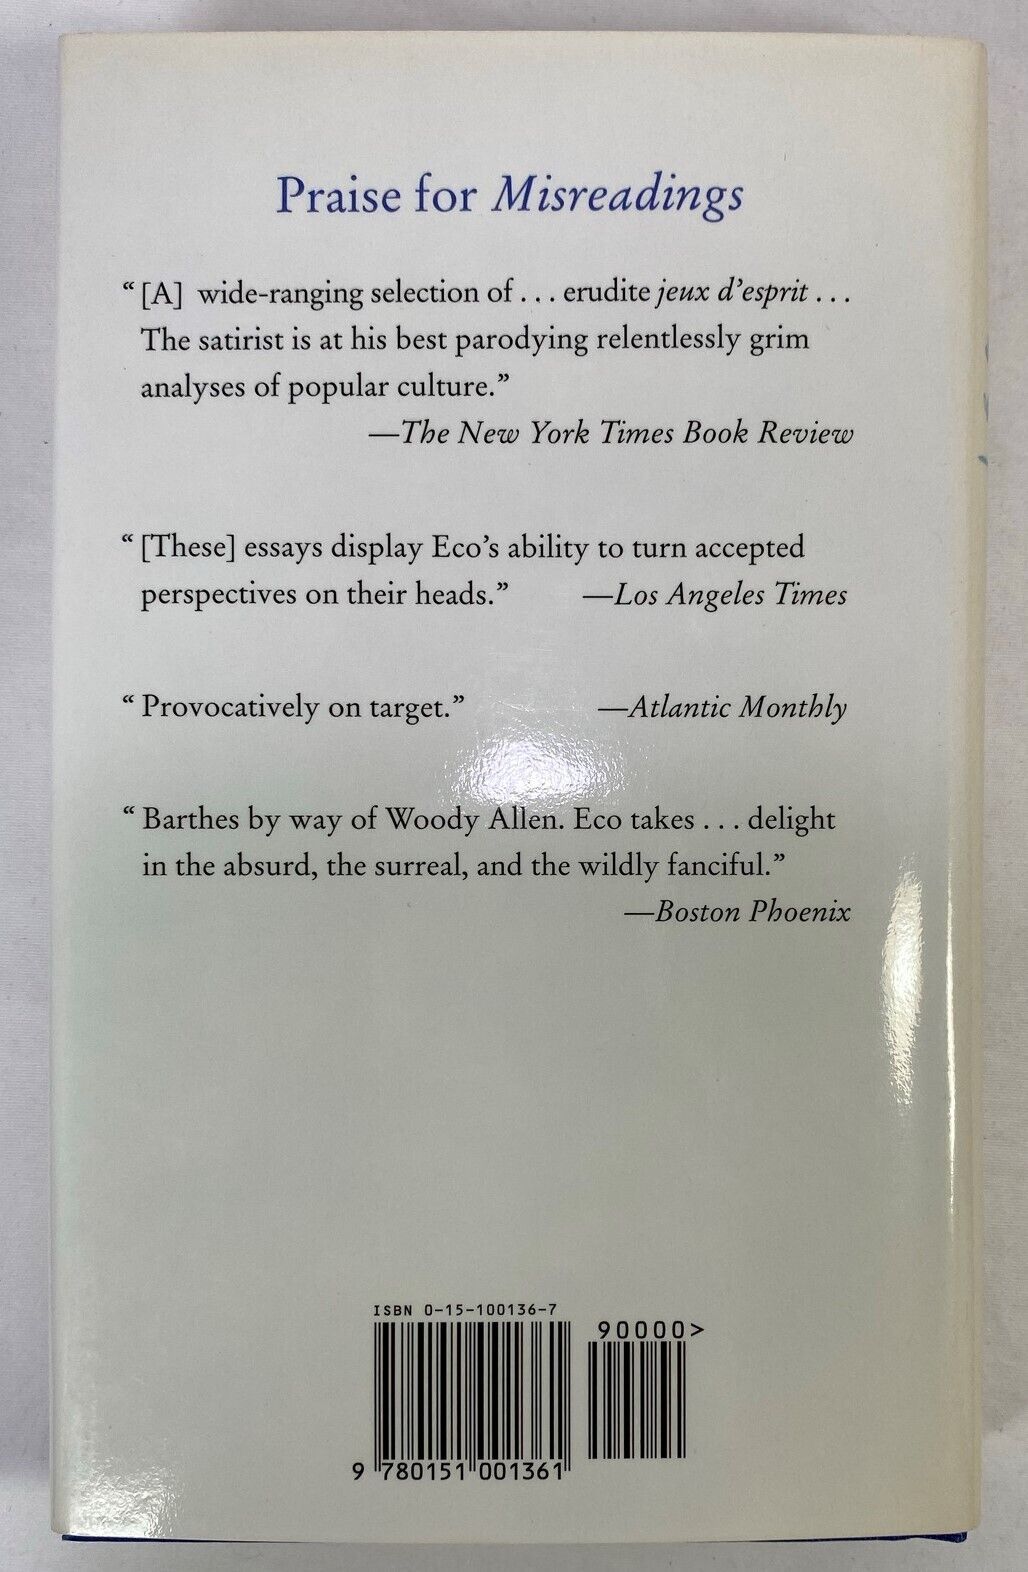 Praise for Misreadings
“[A] wide-ranging selection of . . . erudite jeux d’esprit . . .
The satirist is at his best parodying relentlessly grim
analyses of popular culture.”
—The New York Times Book Review
“[These] essays display Eco’s ability to turn accepted
perspectives on their heads.” —Los Angeles Times
“Provocatively on target.” —Atlantic Monthly
“Barthes by way of Woody Allen. Eco takes . . . delight
in the absurd, the surreal, and the wildly fanciful.”
—Boston Phoenix
ISBN 0-15-100136-7
90000>
9 780151 001361